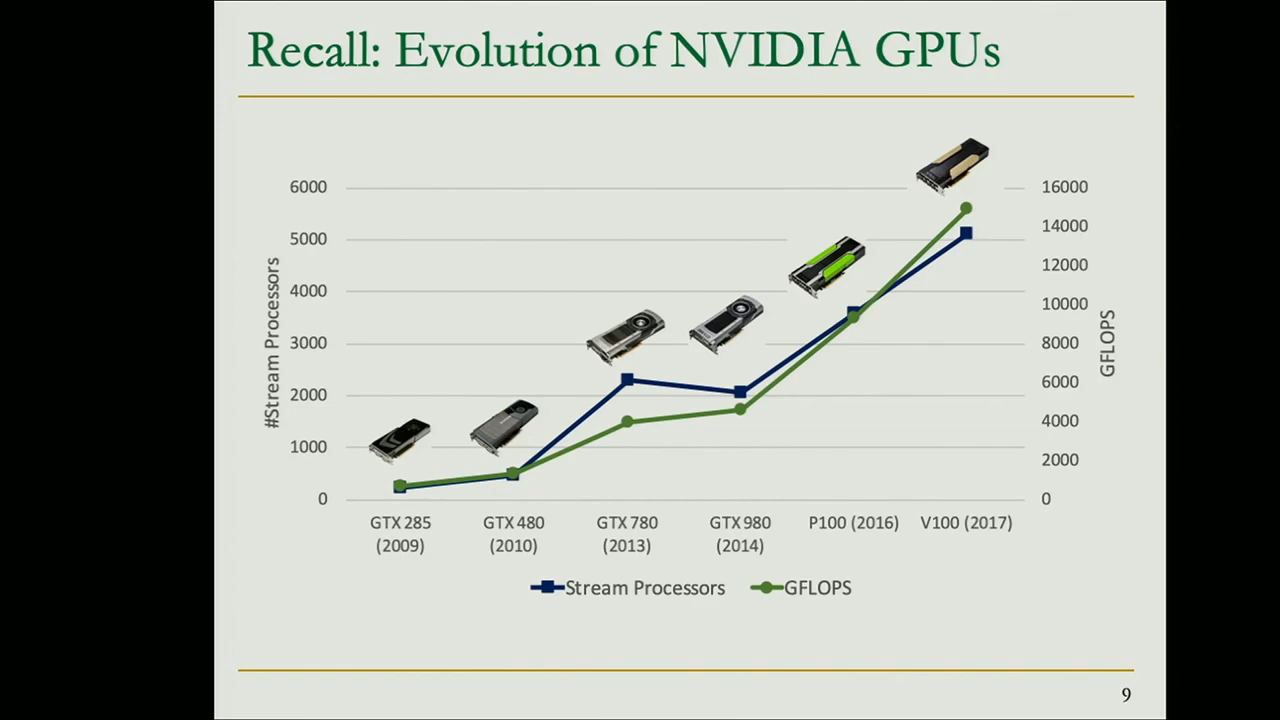 Recall: Evolution of NVIDIA GPUs
6000
5000
4000
3000
2000
1000
0
#Stream Processors
16000
14000
12000
10000
8000
6000
4000
2000
0
GFLOPS
GTX 285 (2009)
GTX 480 (2010)
GTX 780 (2013)
GTX 980 (2014)
P100 (2016)
V100 (2017)
Stream Processors
GFLOPS
9